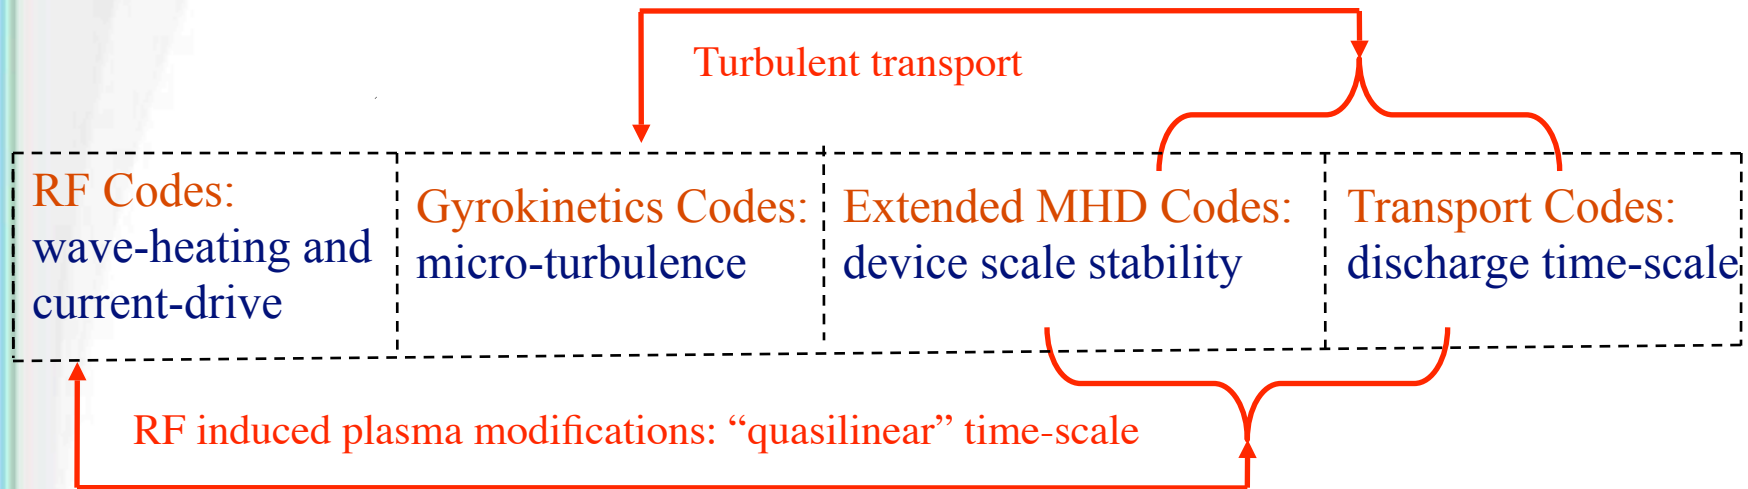 Turbulent transport
RF Codes:
wave-heating and
current-drive
Gyrokinetics Codes:
micro-turbulence
Extended MHD Codes:
device scale stability
Transport Codes:
discharge time-scale
RF induced plasma modifications: “quasilinear” time-scale